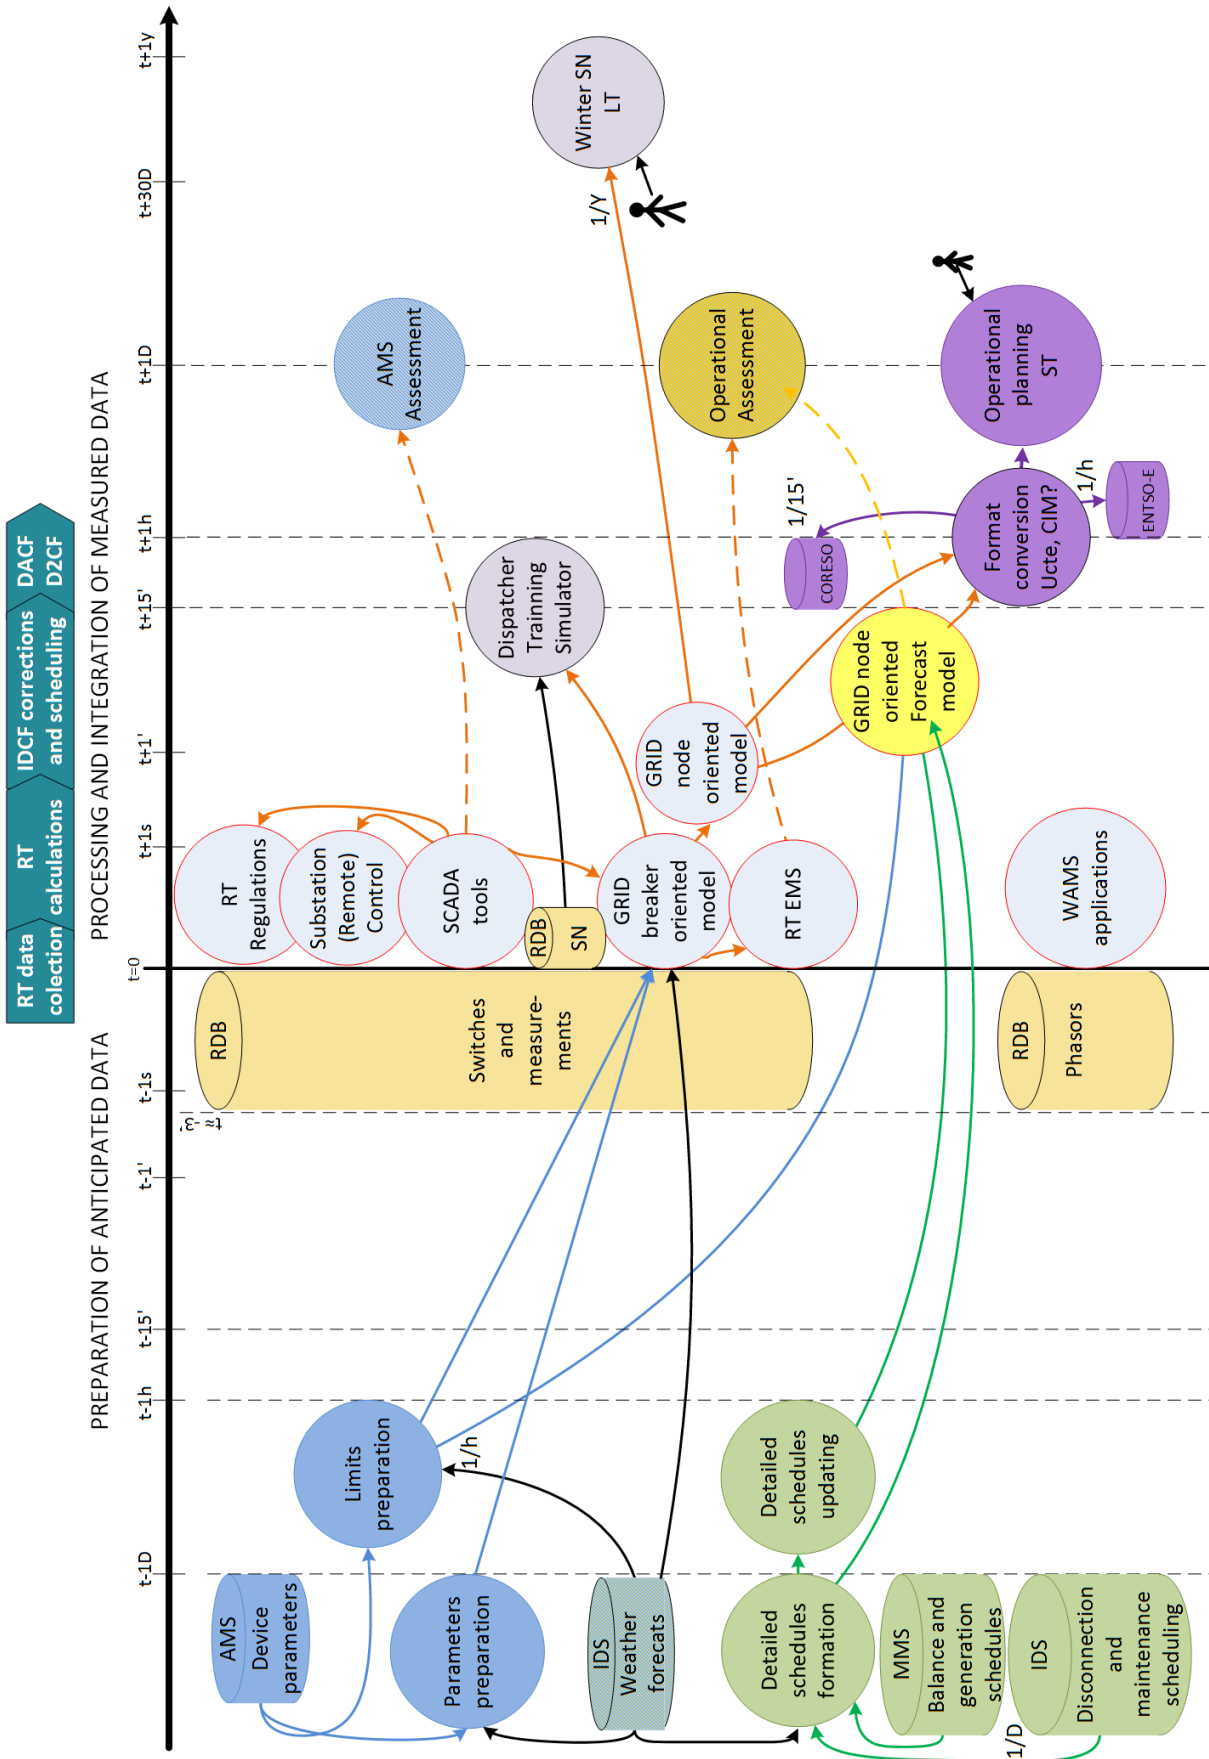 RT data
colection
RT
calculations
IDCF corrections
and scheduling
DACF
D2CF
PREPARATION OF ANTICIPATED DATA
PROCESSING AND INTEGRATION OF MEASURED DATA
t-1D
t-1h
t-15'
t-1'
t≈ -3'
t-1s
t=0
t+1s
t+1'
t+15'
t+1h
t+1D
t+30D
t+1y
AMS
Device
parameters
Limits
preparation
Parameters
preparation
1/h
IDS
Weather
forecats
Detailed
schedules
formation
Detailed
schedules
updating
MMS
Balance and
generation
schedules
IDS
Disconnection
and
maintenance
scheduling
1/D
RDB
Switches
and
measure-
ments
RDB
Phasors
RT
Regulations
Substation
(Remote)
Control
SCADA
tools
RDB
SN
GRID
breaker
oriented
model
RT EMS
WAMS
applications
GRID
node
oriented
model
GRID node
oriented
Forecast
model
Dispatcher
Trainning
Simulator
CORESO
1/15'
Format
conversion
Ucte, CIM?
1/h
ENTSO-E
AMS
Assessment
Operational
Assessment
Operational
planning
ST
1/Y
Winter SN
LT